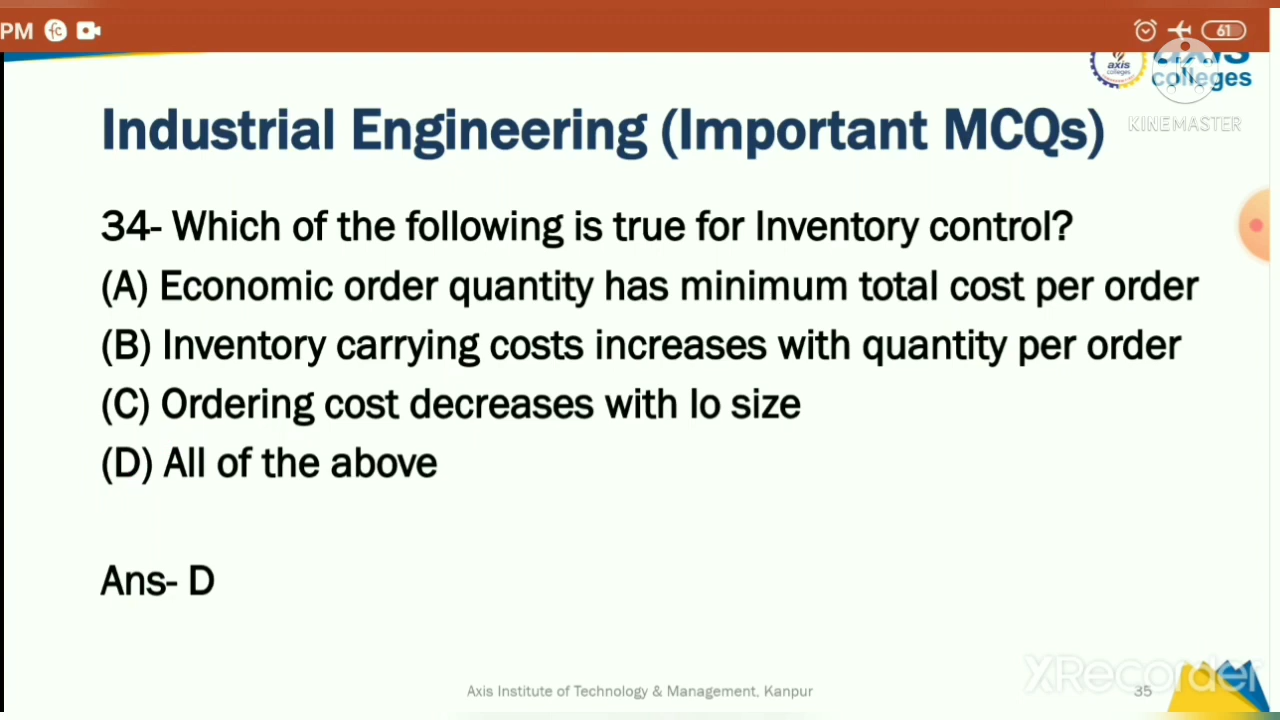 PM fc 61
axis colleges
colleges
KINEMASTER
Industrial Engineering (Important MCQs)
34- Which of the following is true for Inventory control?
(A) Economic order quantity has minimum total cost per order
(B) Inventory carrying costs increases with quantity per order
(C) Ordering cost decreases with lo size
(D) All of the above
Ans- D
Axis Institute of Technology & Management, Kanpur 35
XRecorder